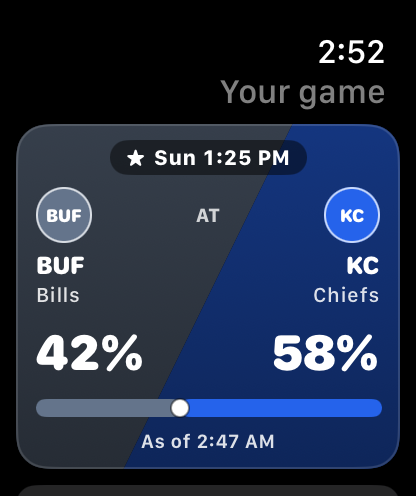 2:52
Your game
★ Sun 1:25 PM
BUF AT KC
BUF KC
Bills Chiefs
42% 58%
As of 2:47 AM